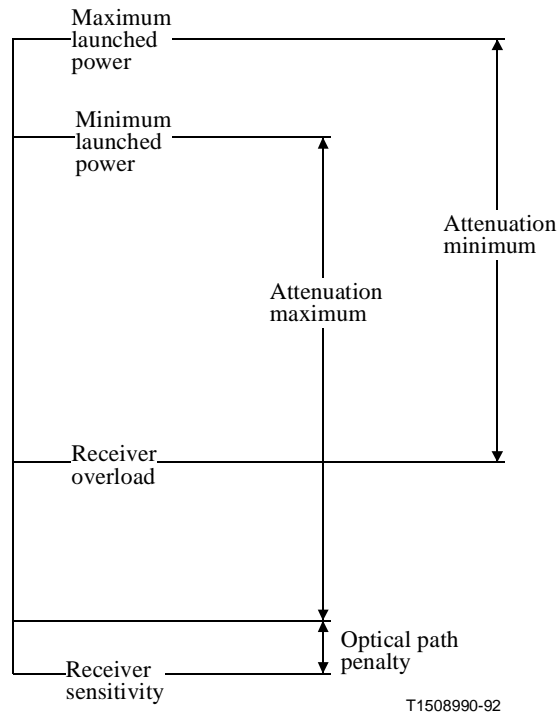 Maximum
launched
power
Minimum
launched
power
Attenuation
minimum
Attenuation
maximum
Receiver
overload
Optical path
penalty
Receiver
sensitivity
T1508990-92